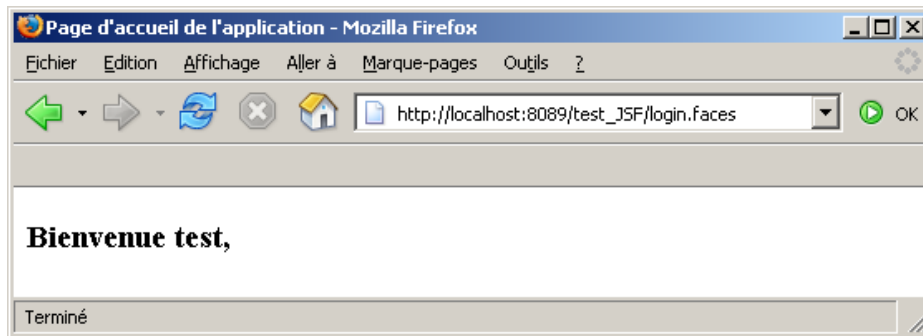 Page d'accueil de l'application - Mozilla Firefox
Fichier Edition Affichage Aller à Marque-pages Outils ?
http://localhost:8089/test_JSF/login.faces OK
Bienvenue test,
Terminé